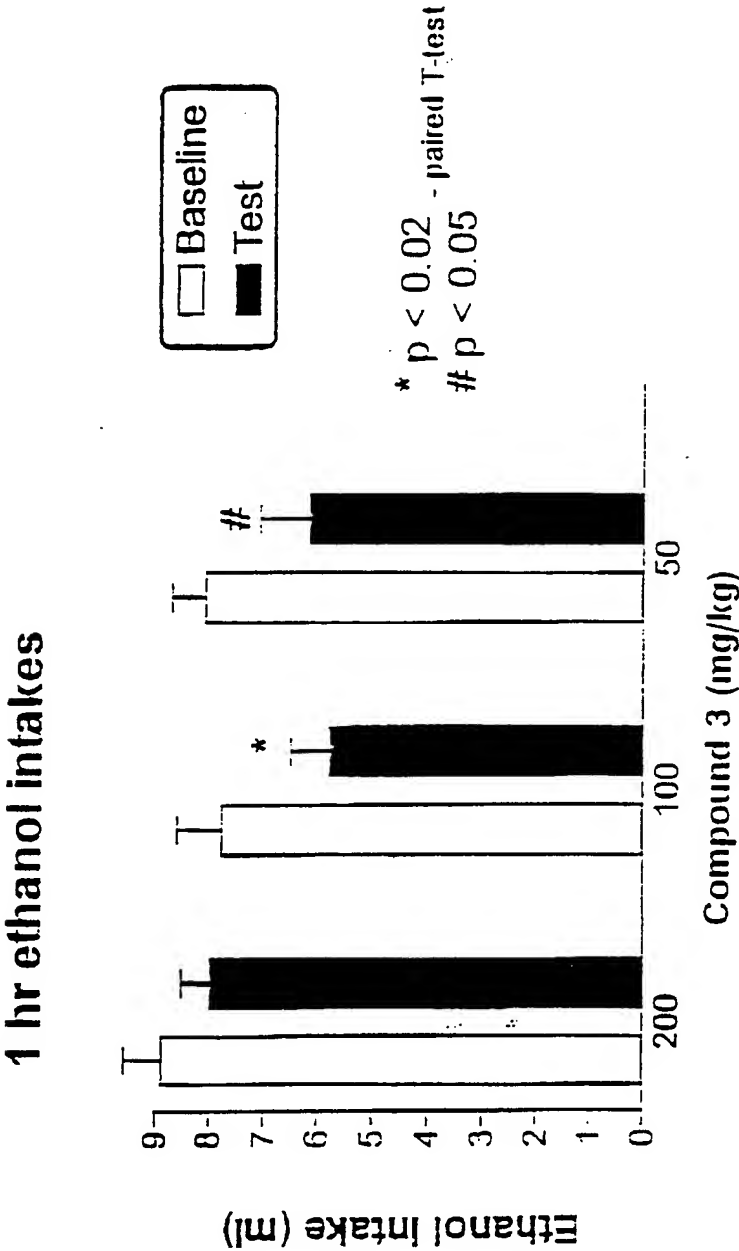 1 hr ethanol intakes
Baseline
Test
* p < 0.02 - paired T-test
# p < 0.05
Ethanol Intake (ml)
9
8
7
6
5
4
3
2
1
0
*
#
200
100
50
Compound 3 (mg/kg)